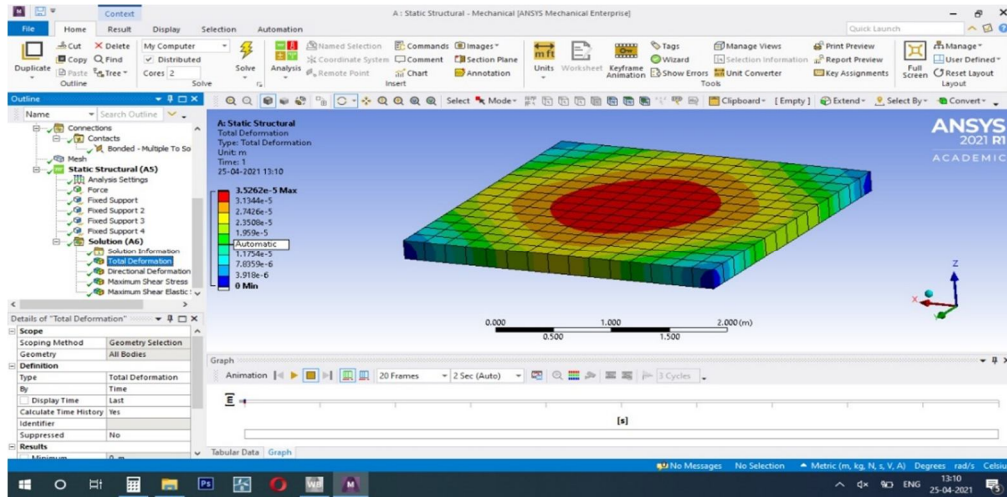 Context
A : Static Structural - Mechanical [ANSYS Mechanical Enterprise]
File Home Result Display Selection Automation
Quick Launch
Duplicate
Cut
Copy
Paste
Delete
Find
Tree
Outline
My Computer
Distributed
Cores 2
Solve
Solve
Analysis
Named Selection
Coordinate System
Remote Point
Commands
Comment
Chart
Images
Section Plane
Annotation
Insert
Units
Worksheet
Keyframe
Animation
Tags
Wizard
Show Errors
Manage Views
Selection Information
Unit Converter
Print Preview
Report Preview
Key Assignments
Tools
Full
Screen
Manage
User Defined
Reset Layout
Layout
Outline
Name Search Outline
Select Mode Clipboard [ Empty ] Extend Select By Convert
Connections
Contacts
Bonded - Multiple To So
Mesh
Static Structural (A5)
Analysis Settings
Force
Fixed Support
Fixed Support 2
Fixed Support 3
Fixed Support 4
Solution (A6)
Solution Information
Total Deformation
Directional Deformation
Maximum Shear Stress
Maximum Shear Elastic
A: Static Structural
Total Deformation
Type: Total Deformation
Unit: m
Time: 1
25-04-2021 13:10
3.5262e-5 Max
3.1344e-5
2.7426e-5
2.3508e-5
1.959e-5
Automatic
1.1754e-5
7.8359e-6
3.918e-6
0 Min
ANSYS
2021 R1
ACADEMIC
Z
X
0.000 1.000 2.000 (m)
0.500 1.500
Details of "Total Deformation"
Scope
Scoping Method Geometry Selection
Geometry All Bodies
Definition
Type Total Deformation
By Time
Display Time Last
Calculate Time History Yes
Identifier
Suppressed No
Results
Minimum 0. m
Graph
Animation 20 Frames 2 Sec (Auto) 3 Cycles
[s]
Tabular Data Graph
No Messages No Selection Metric (m, kg, N, s, V, A) Degrees rad/s Celsiu
Ps
WB
M
ENG
13:10
25-04-2021